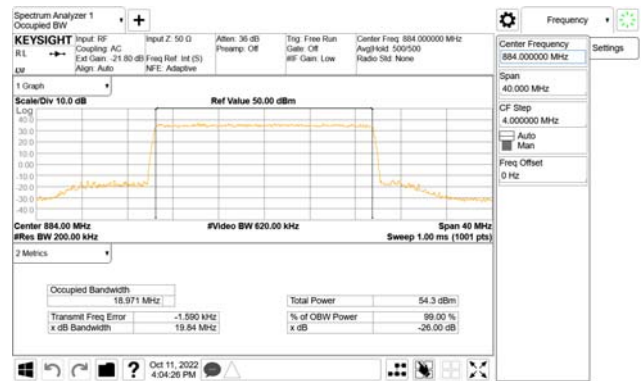 Spectrum Analyzer 1
Occupied BW
Frequency
KEYSIGHT
RL
Input: RF
Coupling: AC
Ext Gain: -21.80 dB
Align: Auto
Input Z: 50 Ω
Freq Ref: Int (S)
NFE: Adaptive
Atten: 36 dB
Preamp: Off
Trig: Free Run
Gate: Off
#IF Gain: Low
Center Freq: 884.000000 MHz
Avg|Hold: 500/500
Radio Std: None
Center Frequency
884.000000 MHz
Settings
Span
40.000 MHz
CF Step
4.000000 MHz
Auto
Man
Freq Offset
0 Hz
1 Graph
Scale/Div 10.0 dB
Ref Value 50.00 dBm
Log
40.0
30.0
20.0
10.0
0.00
-10.0
-20.0
-30.0
-40.0
Center 884.00 MHz
#Video BW 620.00 kHz
Span 40 MHz
#Res BW 200.00 kHz
Sweep 1.00 ms (1001 pts)
2 Metrics
Occupied Bandwidth
18.971 MHz
Total Power
54.3 dBm
Transmit Freq Error
-1.590 kHz
% of OBW Power
99.00 %
x dB Bandwidth
19.84 MHz
x dB
-26.00 dB
Oct 11, 2022
4:04:26 PM